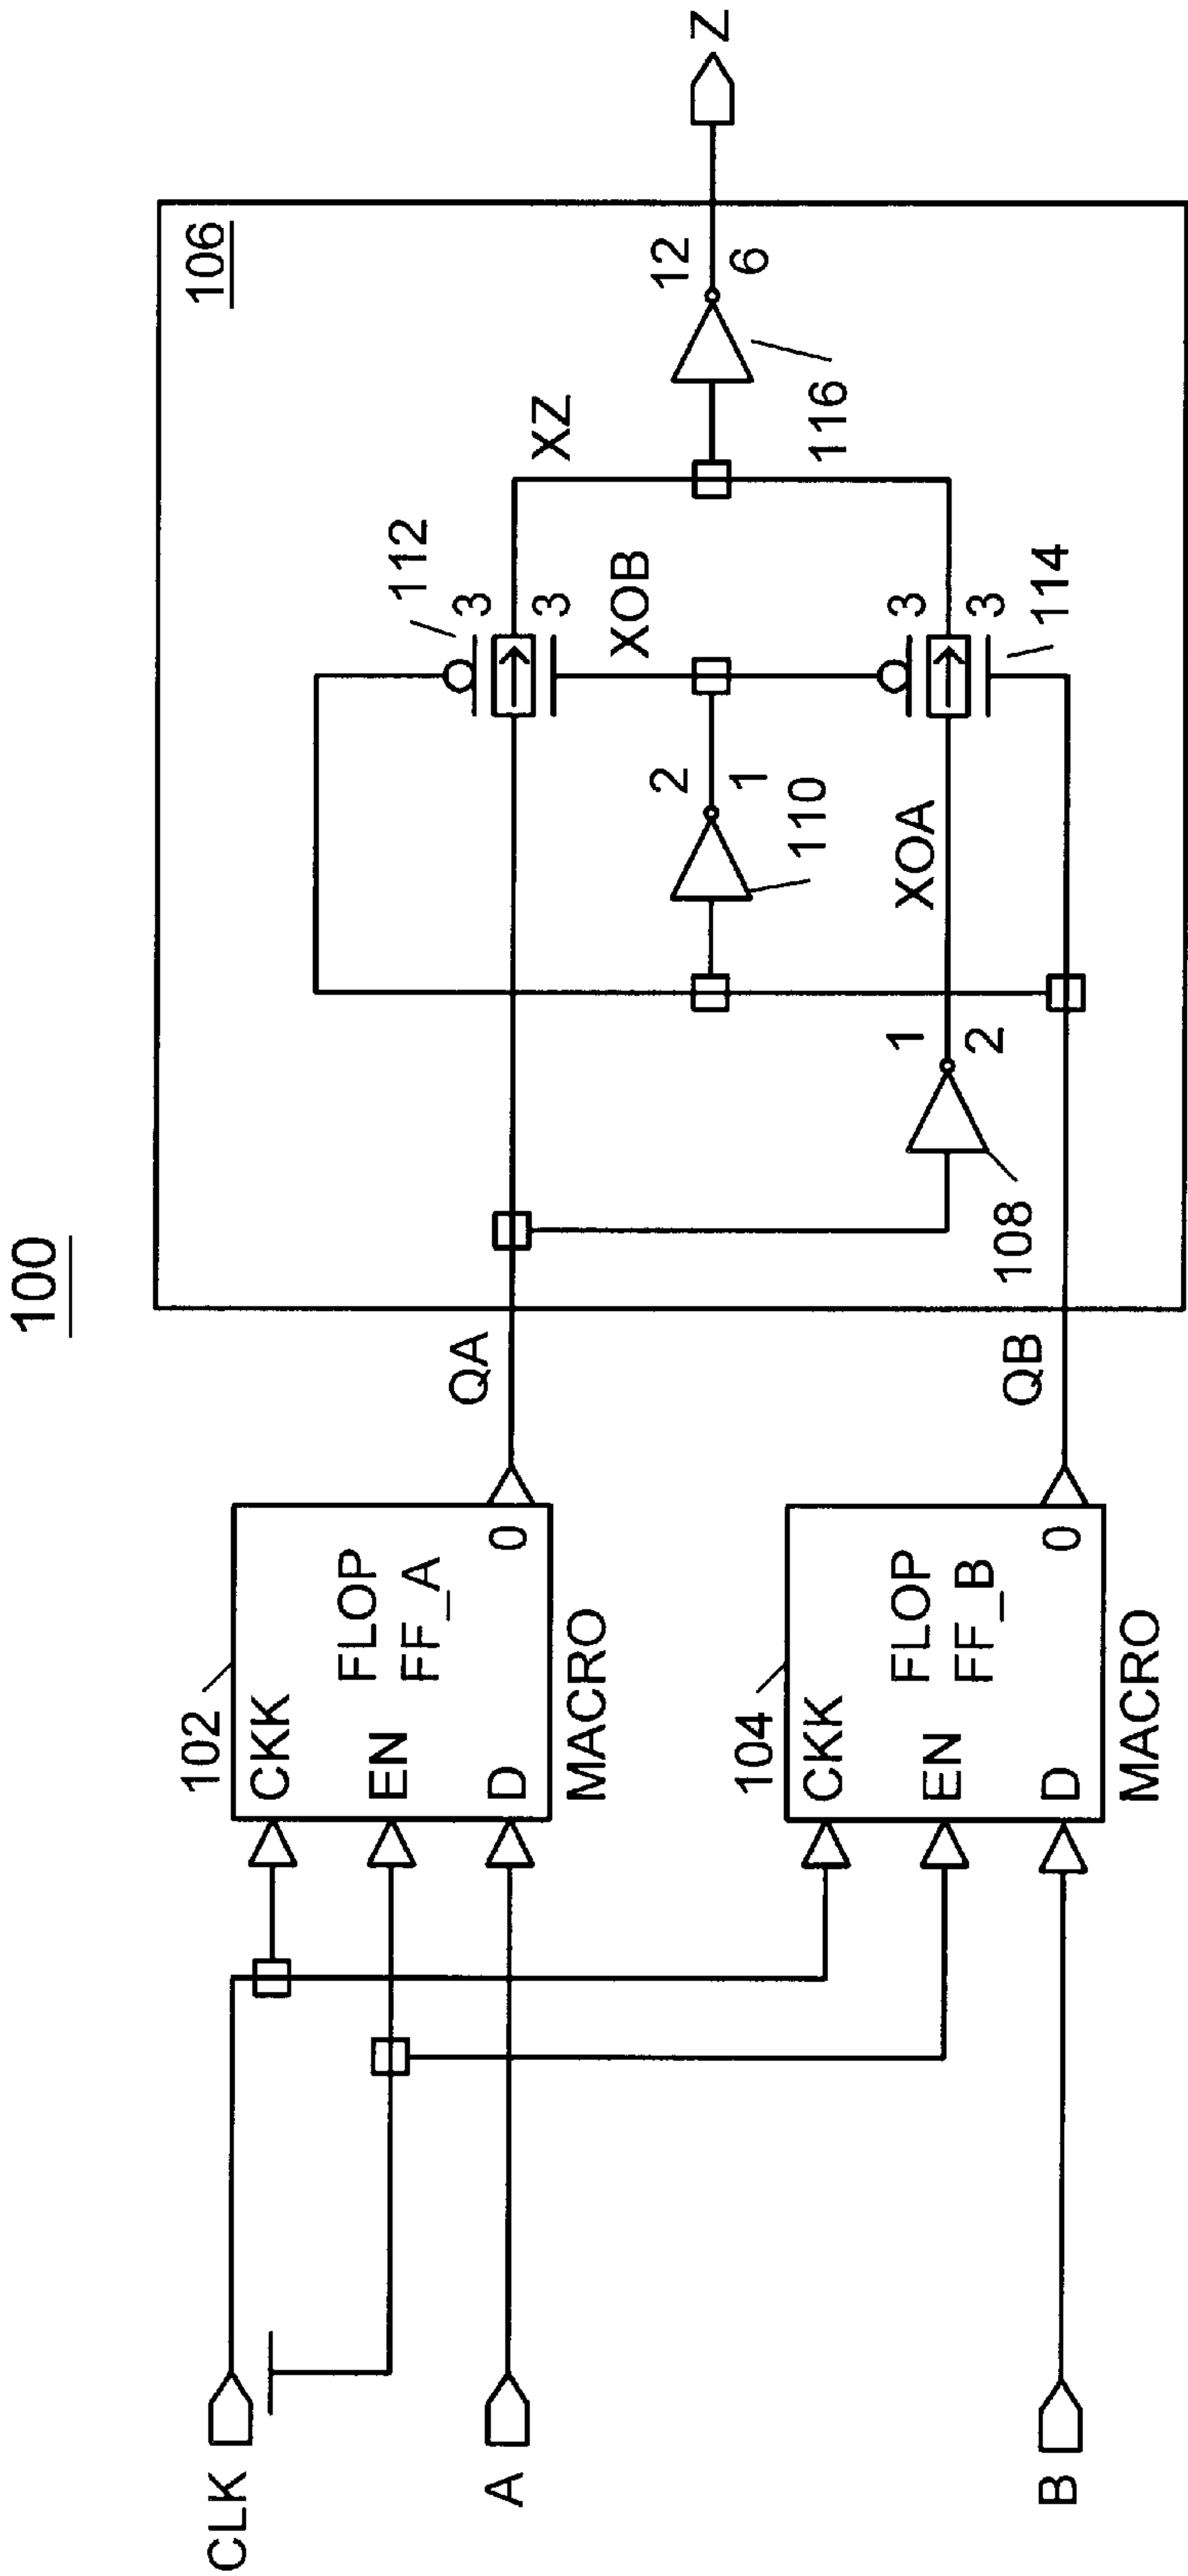 100
CLK
A
B
102
CKK
EN
D
FLOP
FF_A
0
MACRO
104
CKK
EN
D
FLOP
FF_B
0
MACRO
QA
QB
106
108
1
2
XOA
110
2
1
XOB
112
3
3
114
3
3
XZ
116
12
6
Z